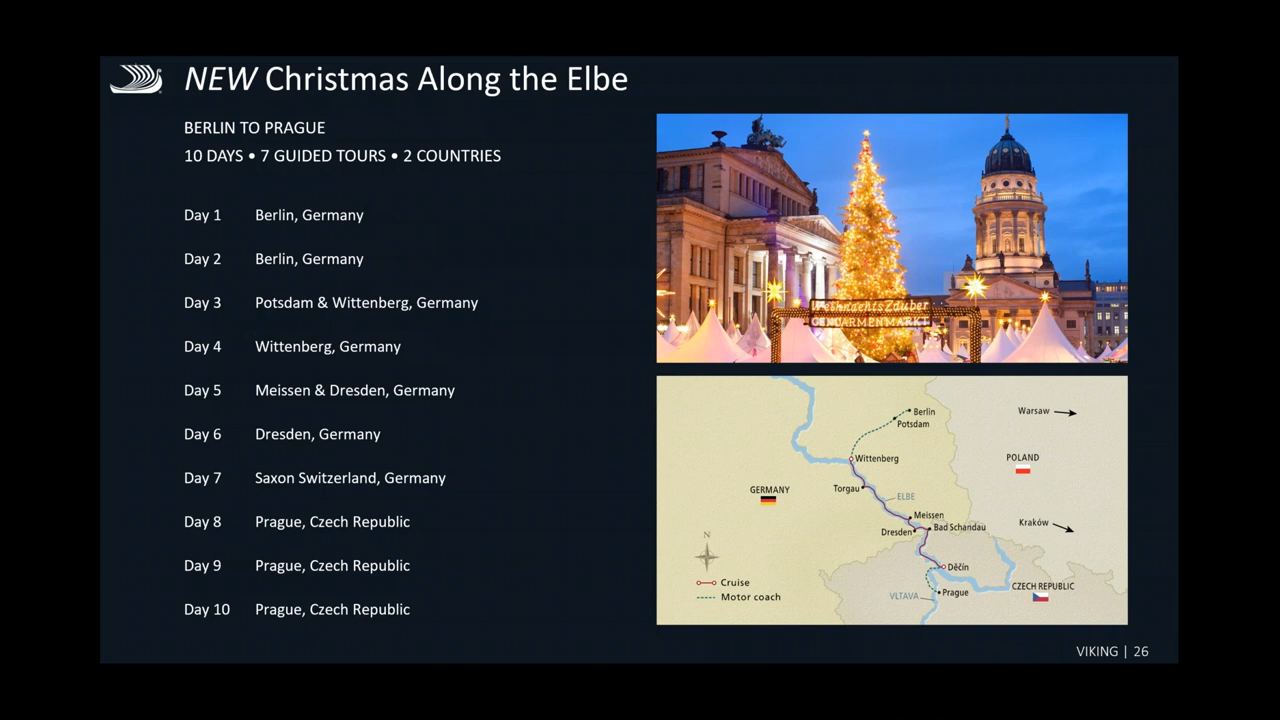 NEW Christmas Along the Elbe
BERLIN TO PRAGUE
10 DAYS • 7 GUIDED TOURS • 2 COUNTRIES
Day 1 Berlin, Germany
Day 2 Berlin, Germany
Day 3 Potsdam & Wittenberg, Germany
Day 4 Wittenberg, Germany
Day 5 Meissen & Dresden, Germany
Day 6 Dresden, Germany
Day 7 Saxon Switzerland, Germany
Day 8 Prague, Czech Republic
Day 9 Prague, Czech Republic
Day 10 Prague, Czech Republic
WeihnachtsZauber
GENDARMENMARKT
Berlin
Warsaw
Potsdam
Wittenberg
POLAND
GERMANY
Torgau
ELBE
Meissen
Dresden
Bad Schandau
Kraków
N
Děčín
Cruise
CZECH REPUBLIC
Motor coach
VLTAVA
Prague
VIKING | 26